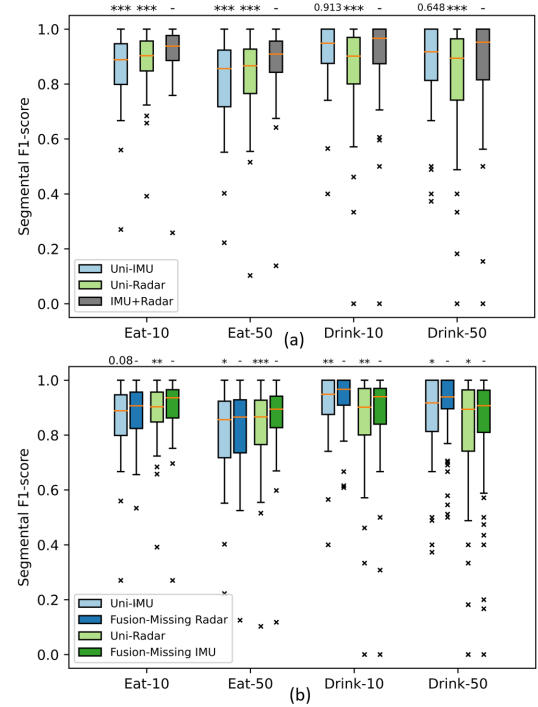 *** *** - *** *** - 0.913 *** - 0.648 *** -
1.0
0.8
0.6
0.4
0.2
0.0
Segmental F1-score
Uni-IMU
Uni-Radar
IMU+Radar
Eat-10 Eat-50 Drink-10 Drink-50
(a)
0.08 - ** - * - *** - ** - ** - * - * -
1.0
0.8
0.6
0.4
0.2
0.0
Segmental F1-score
Uni-IMU
Fusion-Missing Radar
Uni-Radar
Fusion-Missing IMU
Eat-10 Eat-50 Drink-10 Drink-50
(b)